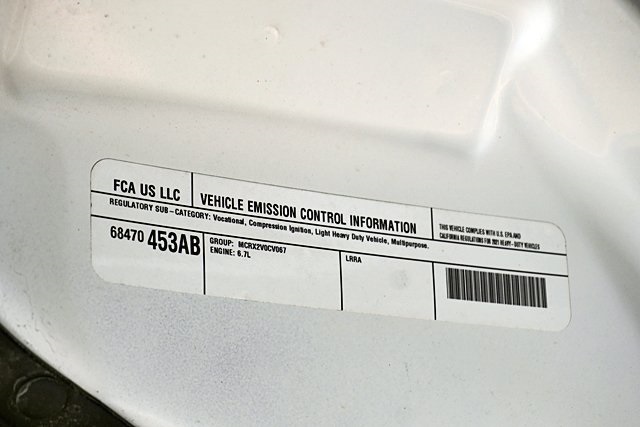 FCA US LLC
VEHICLE EMISSION CONTROL INFORMATION
THIS VEHICLE COMPLIES WITH U.S. EPA AND
CALIFORNIA REGULATIONS FOR 2021 HEAVY-DUTY VEHICLES
REGULATORY SUB-CATEGORY: Vocational, Compression Ignition, Light Heavy Duty Vehicle, Multipurpose.
68470 453AB
GROUP: MCRX2VOCV067
ENGINE: 6.7L
LRRA